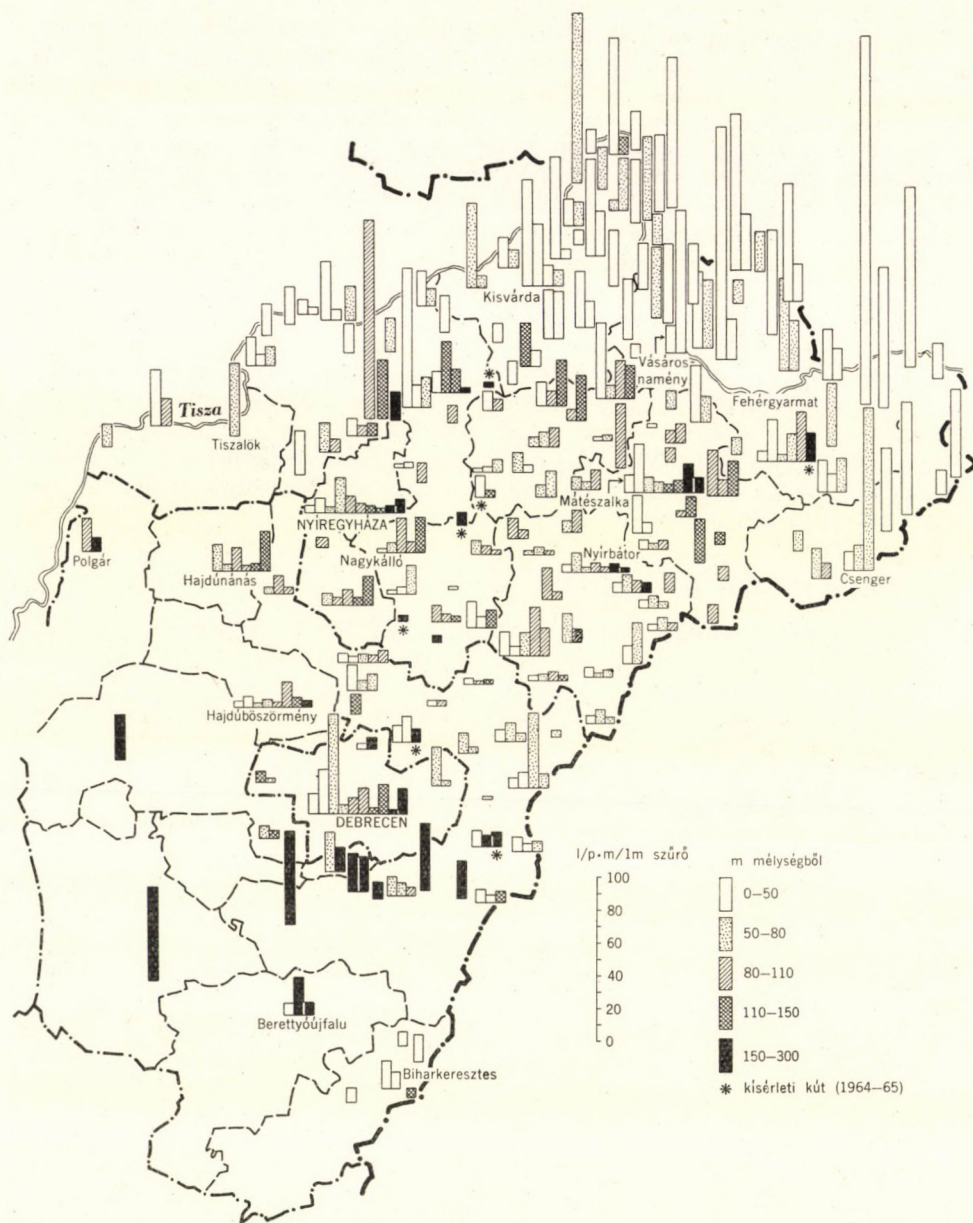 Kisvárda
Vásáros-
namény
Fehérgyarmat
Tisza
Tiszalök
Mátészalka
NYÍREGYHÁZA
Polgár
Nagykálló
Hajdúnánás
Nyírbátor
Csenger
Hajdúböszörmény
DEBRECEN
Berettyóújfalu
Biharkeresztes
l/p·m/1m szűrő
100
80
60
40
20
0
m mélységből
0—50
50—80
80—110
110—150
150—300
* kísérleti kút (1964—65)